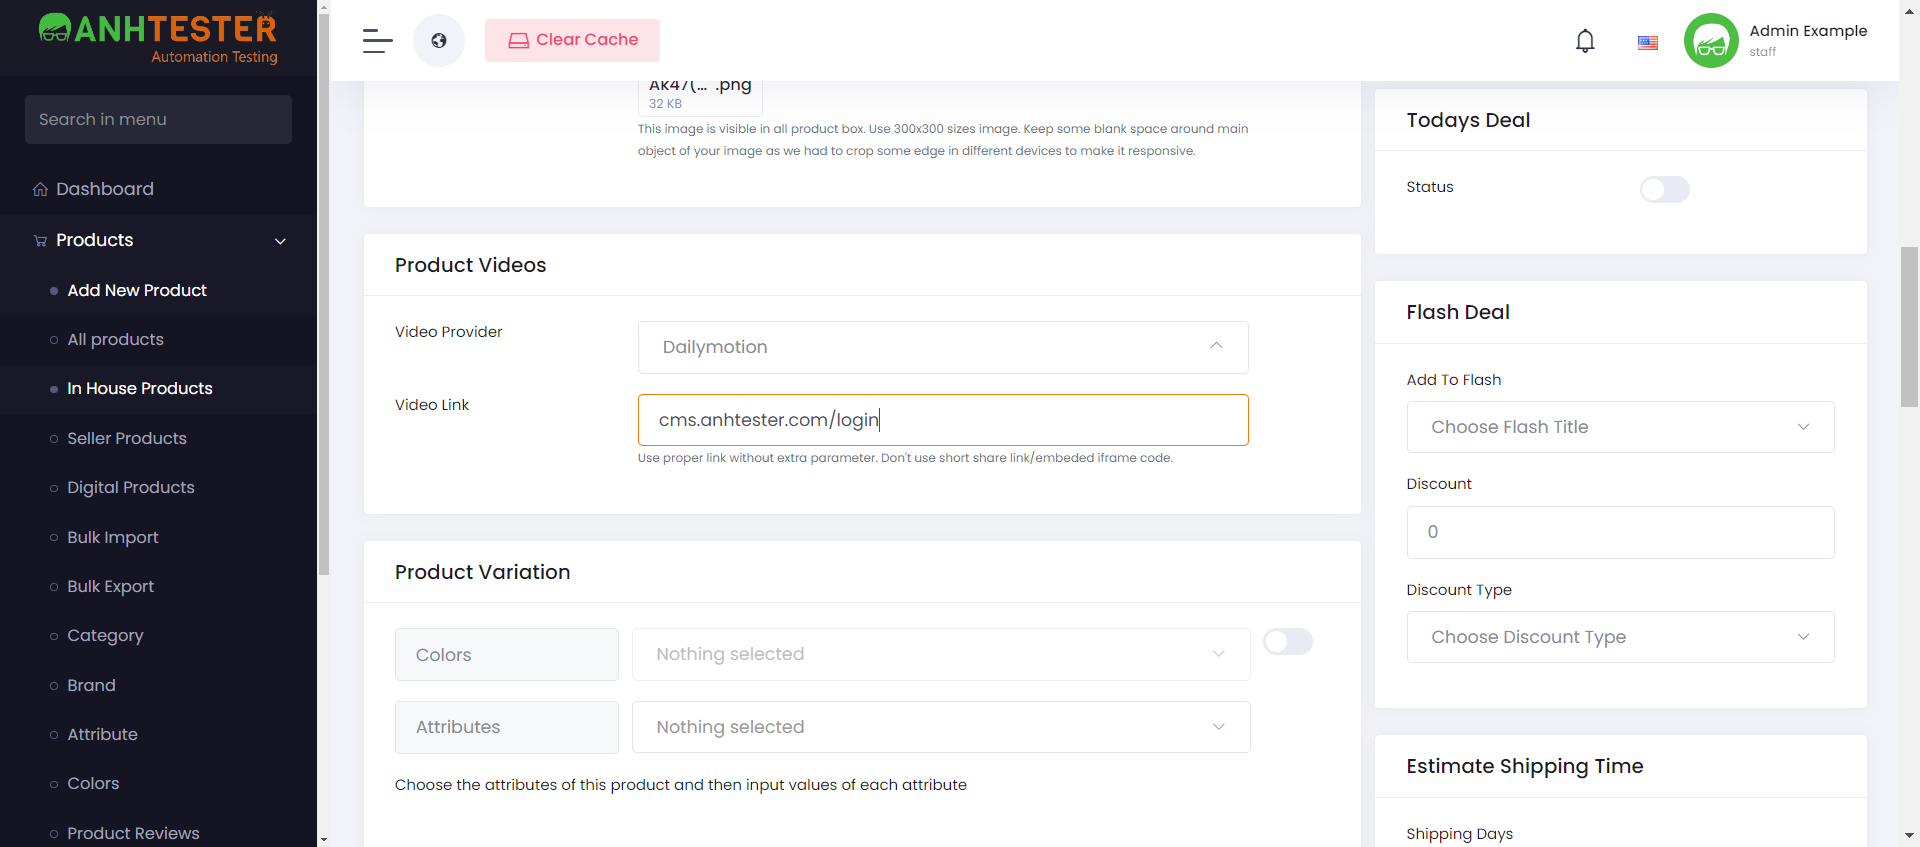 ANHTESTER
Automation Testing
Search in menu
Dashboard
Products
Add New Product
All products
In House Products
Seller Products
Digital Products
Bulk Import
Bulk Export
Category
Brand
Attribute
Colors
Product Reviews
Clear Cache
Admin Example
staff
Ak47(... .png
32 KB
This image is visible in all product box. Use 300x300 sizes image. Keep some blank space around main
object of your image as we had to crop some edge in different devices to make it responsive.
Product Videos
Video Provider
Dailymotion
Video Link
cms.anhtester.com/login
Use proper link without extra parameter. Don't use short share link/embeded iframe code.
Product Variation
Colors
Nothing selected
Attributes
Nothing selected
Choose the attributes of this product and then input values of each attribute
Todays Deal
Status
Flash Deal
Add To Flash
Choose Flash Title
Discount
0
Discount Type
Choose Discount Type
Estimate Shipping Time
Shipping Days